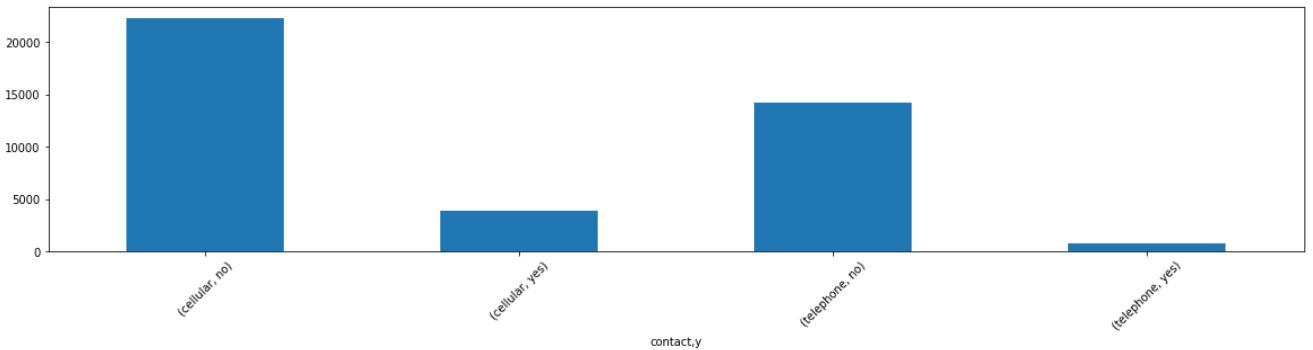 20000
15000
10000
5000
0
(cellular, no)
(cellular, yes)
(telephone, no)
(telephone, yes)
contact,y